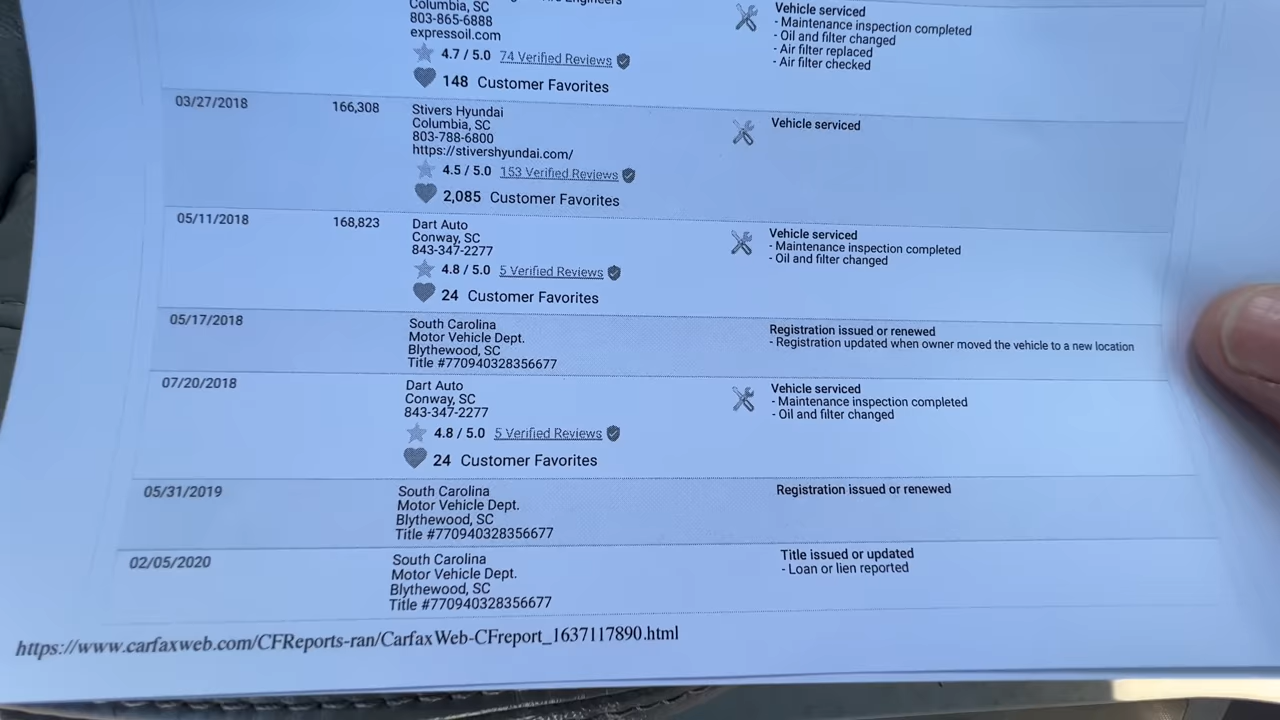 Columbia, SC
803-865-6888
expressoil.com
4.7 / 5.0 74 Verified Reviews
148 Customer Favorites
Vehicle serviced
- Maintenance inspection completed
- Oil and filter changed
- Air filter replaced
- Air filter checked
03/27/2018 166,308 Stivers Hyundai
Columbia, SC
803-788-6800
https://stivershyundai.com/
4.5 / 5.0 153 Verified Reviews
2,085 Customer Favorites
Vehicle serviced
05/11/2018 168,823 Dart Auto
Conway, SC
843-347-2277
4.8 / 5.0 5 Verified Reviews
24 Customer Favorites
Vehicle serviced
- Maintenance inspection completed
- Oil and filter changed
05/17/2018 South Carolina
Motor Vehicle Dept.
Blythewood, SC
Title #770940328356677
Registration issued or renewed
- Registration updated when owner moved the vehicle to a new location
07/20/2018 Dart Auto
Conway, SC
843-347-2277
4.8 / 5.0 5 Verified Reviews
24 Customer Favorites
Vehicle serviced
- Maintenance inspection completed
- Oil and filter changed
05/31/2019 South Carolina
Motor Vehicle Dept.
Blythewood, SC
Title #770940328356677
Registration issued or renewed
02/05/2020 South Carolina
Motor Vehicle Dept.
Blythewood, SC
Title #770940328356677
Title issued or updated
- Loan or lien reported
https://www.carfaxweb.com/CFReports-ran/CarfaxWeb-CFreport_1637117890.html